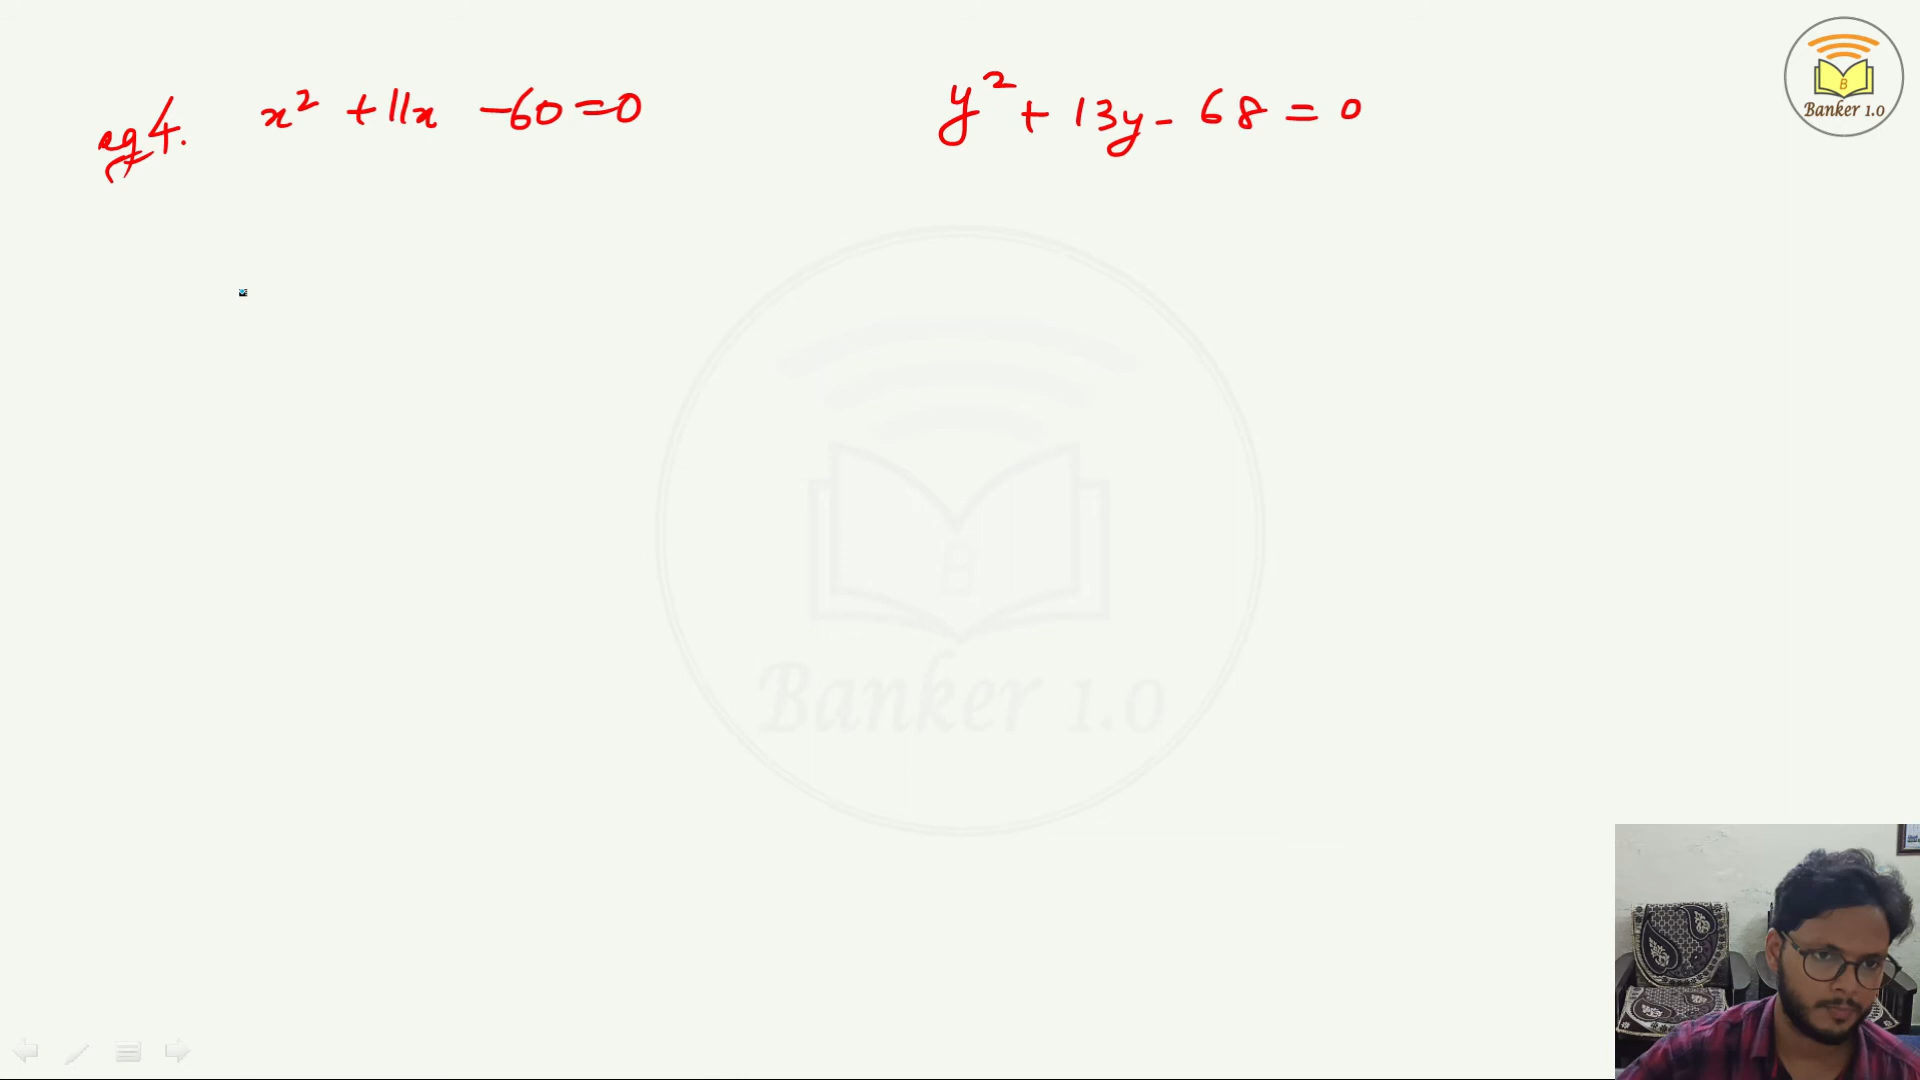 eg 4. x² + 11x - 60 = 0
y² + 13y - 68 = 0
B
Banker 1.0
B
Banker 1.0